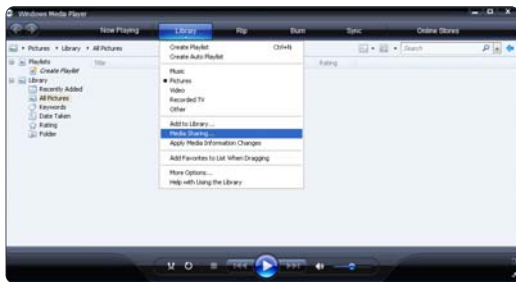 Windows Media Player
Now Playing Library Rip Burn Sync Online Stores
Pictures Library All Pictures Search
Playlists
Create Playlist
Library
Recently Added
All Pictures
Keywords
Date Taken
Rating
Folder
Title
Rating
Create Playlist Ctrl+N
Create Auto Playlist
Music
Pictures
Video
Recorded TV
Other
Add to Library...
Media Sharing...
Apply Media Information Changes
Add Favorites to List When Dragging
More Options...
Help with Using the Library